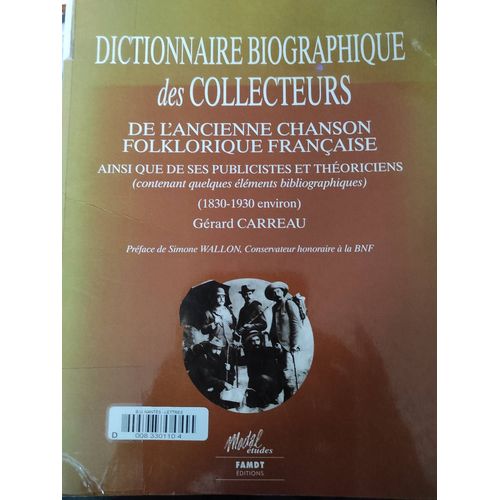 DICTIONNAIRE BIOGRAPHIQUE
des COLLECTEURS
DE L'ANCIENNE CHANSON
FOLKLORIQUE FRANÇAISE
AINSI QUE DE SES PUBLICISTES ET THÉORICIENS
(contenant quelques éléments bibliographiques)
(1830-1930 environ)
Gérard CARREAU
Préface de Simone WALLON, Conservateur honoraire à la BNF
B.U. NANTES - LETTRES
D 008 330110 4
Modal
études
FAMDT
ÉDITIONS